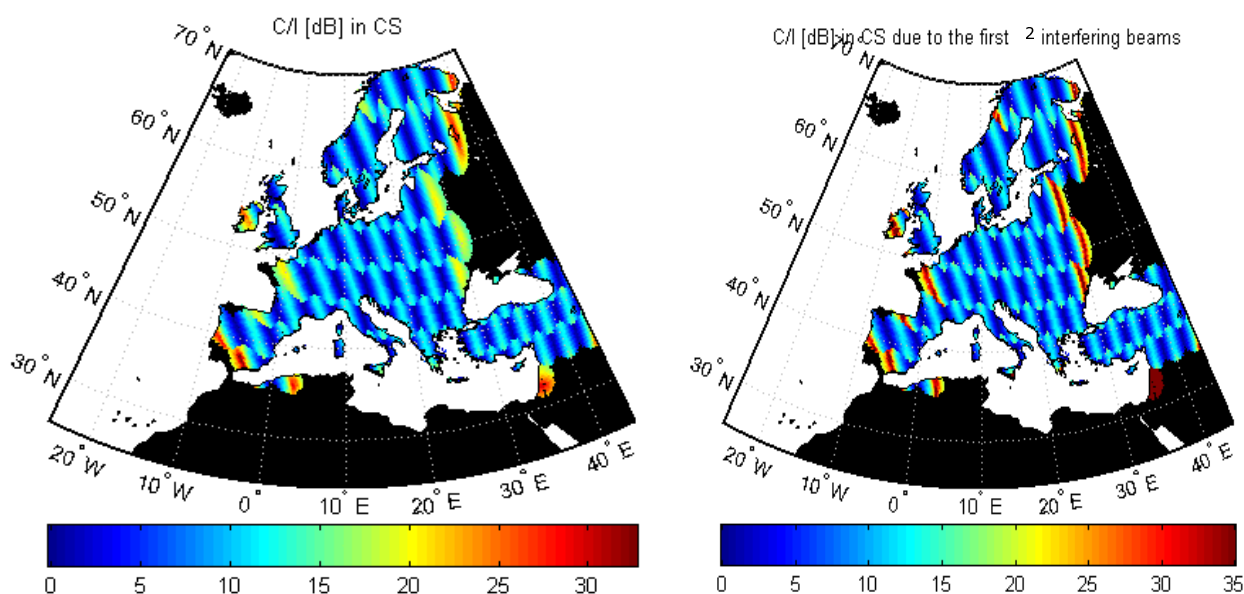 C/I [dB] in CS
70°N
60°N
50°N
40°N
30°N
20°W
10°W
0°
10°E
20°E
30°E
40°E
0 5 10 15 20 25 30
C/I [dB] in CS due to the first 2 interfering beams
70°N
60°N
50°N
40°N
30°N
20°W
10°W
0°
10°E
20°E
30°E
40°E
0 5 10 15 20 25 30 35